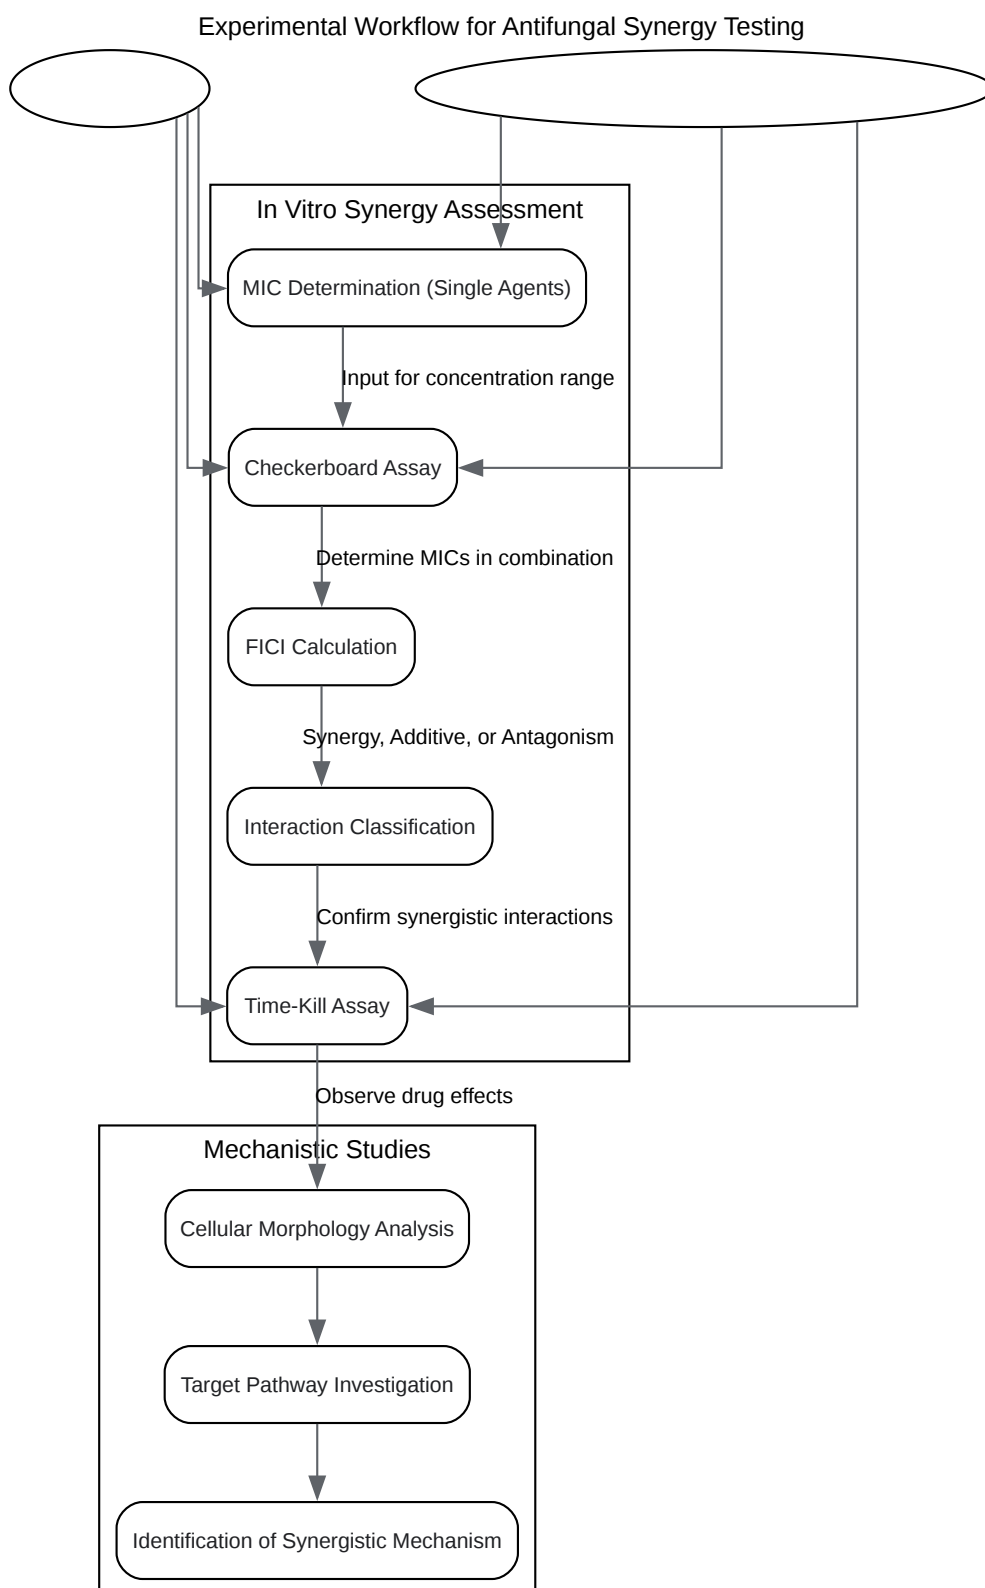 Experimental Workflow for Antifungal Synergy Testing
In Vitro Synergy Assessment
MIC Determination (Single Agents)
Input for concentration range
Checkerboard Assay
Determine MICs in combination
FICI Calculation
Synergy, Additive, or Antagonism
Interaction Classification
Confirm synergistic interactions
Time-Kill Assay
Observe drug effects
Mechanistic Studies
Cellular Morphology Analysis
Target Pathway Investigation
Identification of Synergistic Mechanism